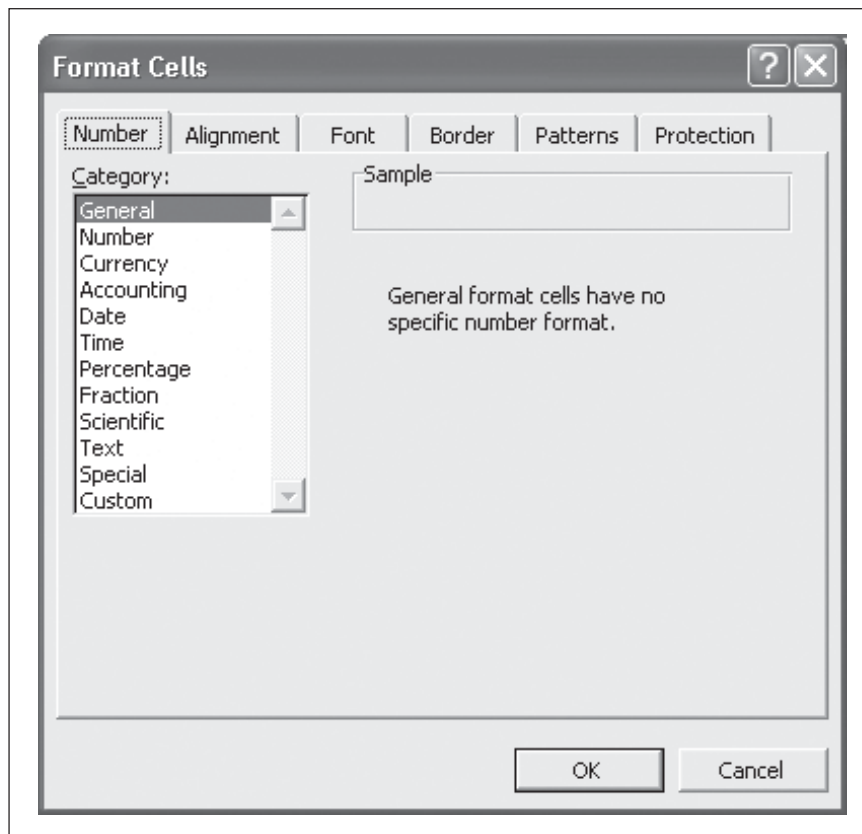 Format Cells
Number Alignment Font Border Patterns Protection
Category:
General
Number
Currency
Accounting
Date
Time
Percentage
Fraction
Scientific
Text
Special
Custom
Sample
General format cells have no
specific number format.
OK Cancel